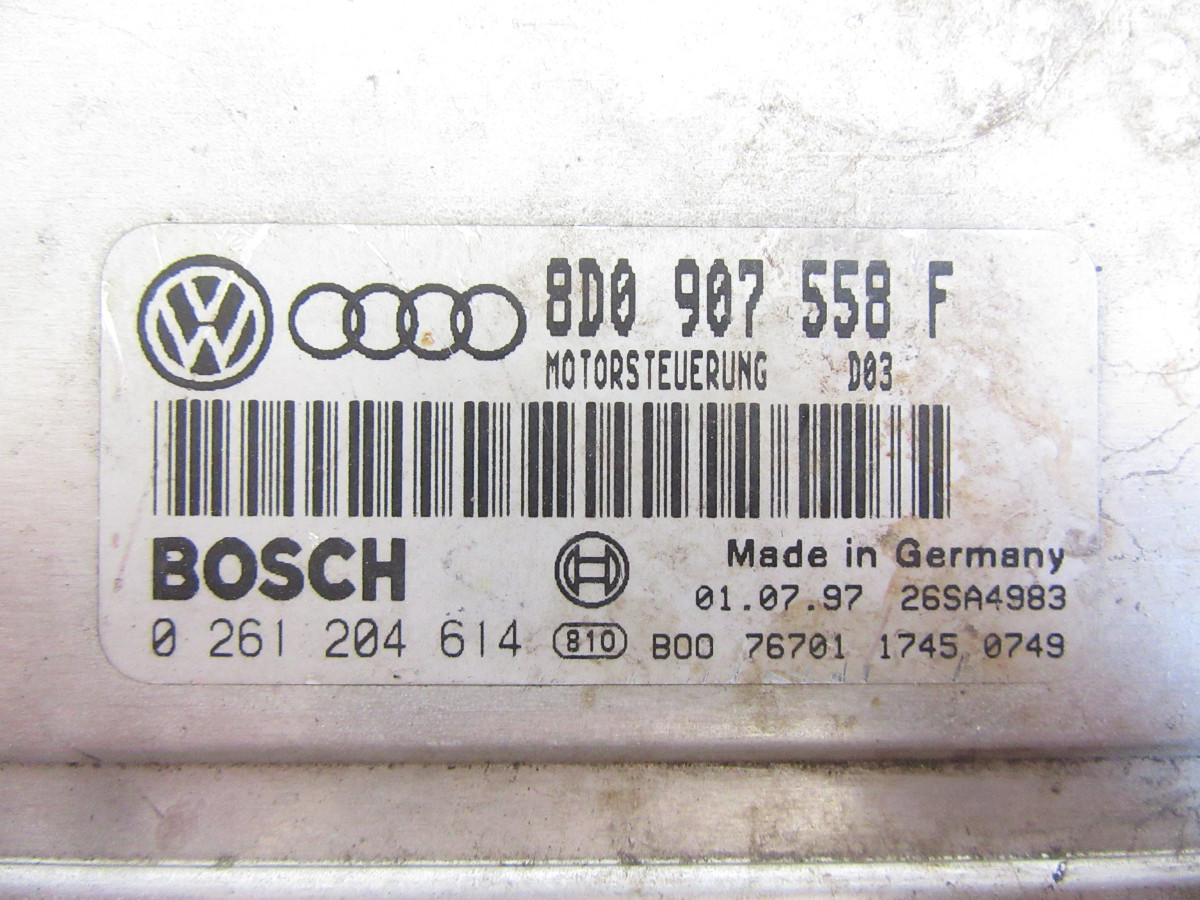 8D0 907 558 F
MOTORSTEUERUNG D03
BOSCH
Made in Germany
01.07.97 26SA4983
0 261 204 614 810 B00 76701 1745 0749